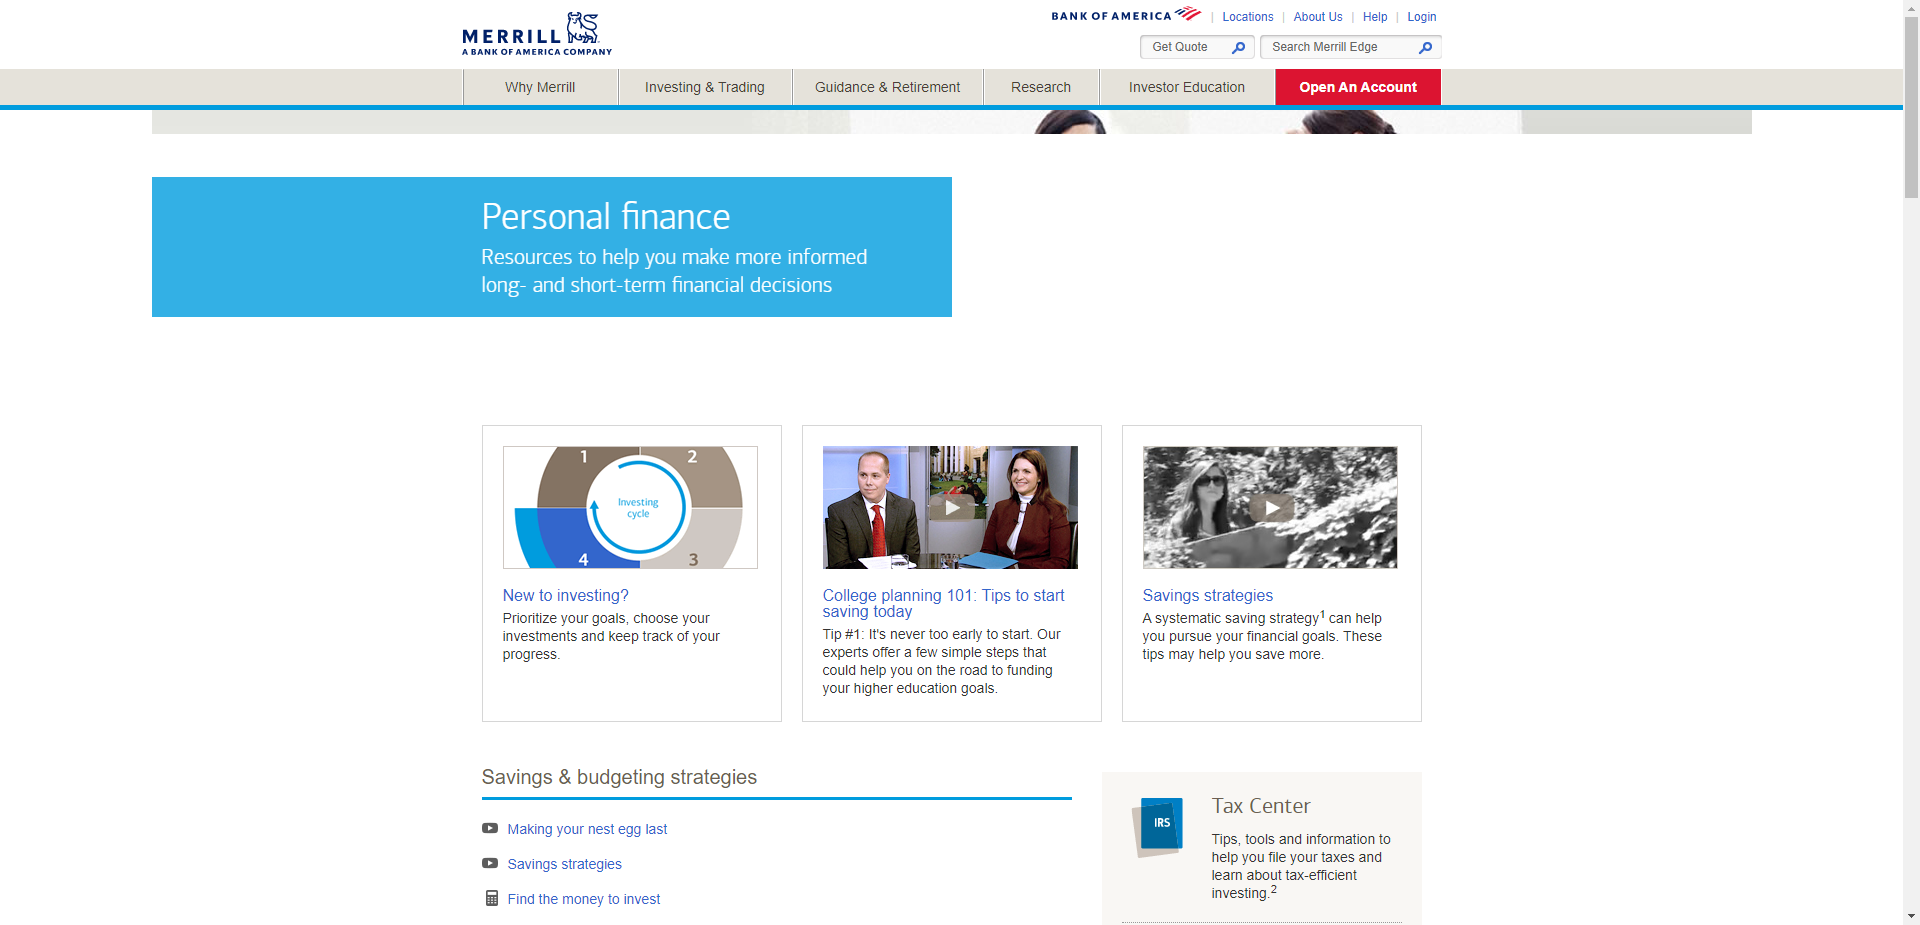 MERRILL
A BANK OF AMERICA COMPANY
BANK OF AMERICA
Locations
About Us
Help
Login
Get Quote
Search Merrill Edge
Why Merrill
Investing & Trading
Guidance & Retirement
Research
Investor Education
Open An Account
Personal finance
Resources to help you make more informed
long- and short-term financial decisions
1
2
Investing
cycle
4
3
New to investing?
Prioritize your goals, choose your
investments and keep track of your
progress.
College planning 101: Tips to start
saving today
Tip #1: It's never too early to start. Our
experts offer a few simple steps that
could help you on the road to funding
your higher education goals.
Savings strategies
A systematic saving strategy1 can help
you pursue your financial goals. These
tips may help you save more.
Savings & budgeting strategies
Making your nest egg last
Savings strategies
Find the money to invest
IRS
Tax Center
Tips, tools and information to
help you file your taxes and
learn about tax-efficient
investing.2